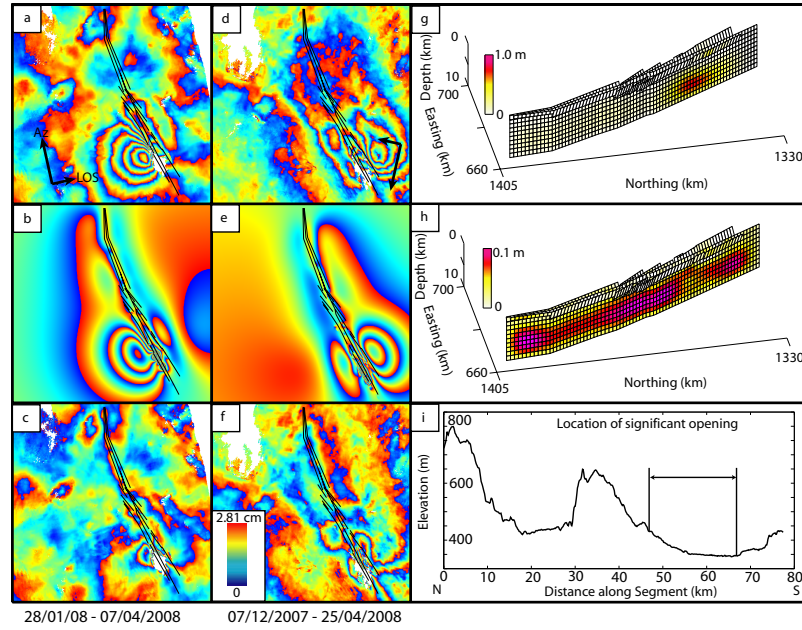 a
Az
LOS
d
b
e
c
f
2.81 cm
0
28/01/08 - 07/04/2008
07/12/2007 - 25/04/2008
g
Depth (km)
0
10
1.0 m
0
700
Easting (km)
660
1405
Northing (km)
1330
h
Depth (km)
0
10
0.1 m
0
700
Easting (km)
660
1405
Northing (km)
1330
i
Location of significant opening
Elevation (m)
800
600
400
0 10 20 30 40 50 60 70 80
N Distance along Segment (km) S